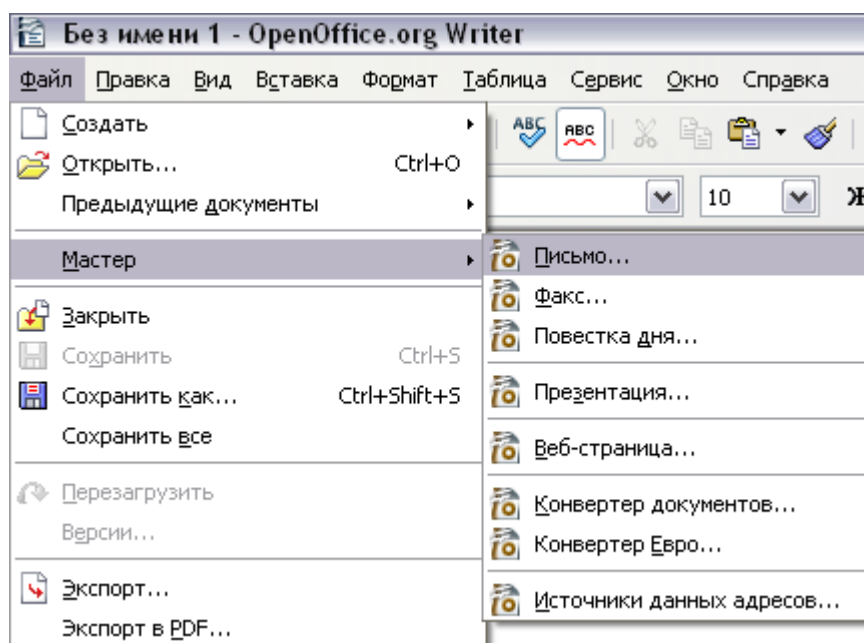 Без имени 1 - OpenOffice.org Writer
Файл Правка Вид Вставка Формат Таблица Сервис Окно Справка
Создать
ABC ABC
Открыть... Ctrl+O
Предыдущие документы
10 Ж
Мастер
Письмо...
Факс...
Повестка дня...
Презентация...
Веб-страница...
Конвертер документов...
Конвертер Евро...
Источники данных адресов...
Закрыть
Сохранить Ctrl+S
Сохранить как... Ctrl+Shift+S
Сохранить все
Перезагрузить
Версии...
Экспорт...
Экспорт в PDF...